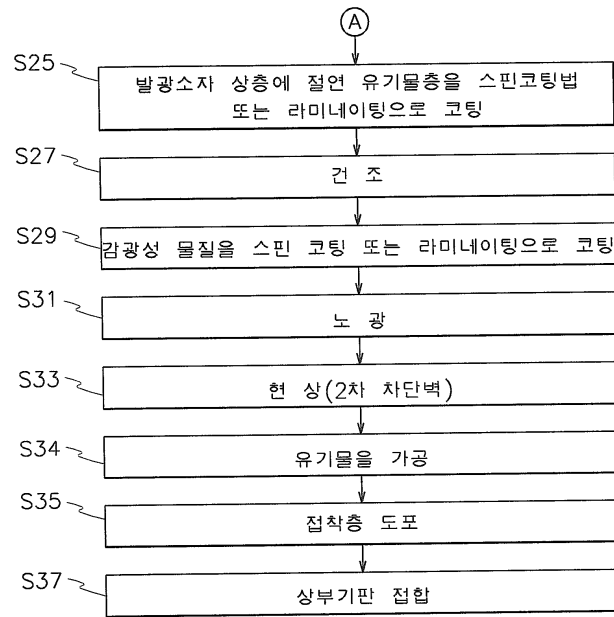 A
S25
발광소자 상층에 절연 유기물층을 스핀코팅법
또는 라미네이팅으로 코팅
S27
건 조
S29
감광성 물질을 스핀 코팅 또는 라미네이팅으로 코팅
S31
노 광
S33
현 상(2차 차단벽)
S34
유기물을 가공
S35
접착층 도포
S37
상부기판 접합